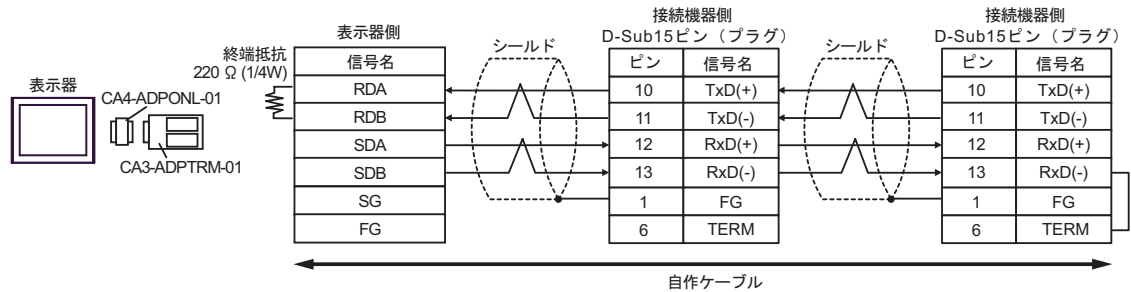 表示器
CA4-ADPONL-01
CA3-ADPTRM-01
終端抵抗
220 Ω (1/4W)
表示器側
信号名
RDA
RDB
SDA
SDB
SG
FG
シールド
接続機器側
D-Sub15ピン（プラグ）
ピン 信号名
10 TxD(+)
11 TxD(-)
12 RxD(+)
13 RxD(-)
1 FG
6 TERM
シールド
接続機器側
D-Sub15ピン（プラグ）
ピン 信号名
10 TxD(+)
11 TxD(-)
12 RxD(+)
13 RxD(-)
1 FG
6 TERM
自作ケーブル